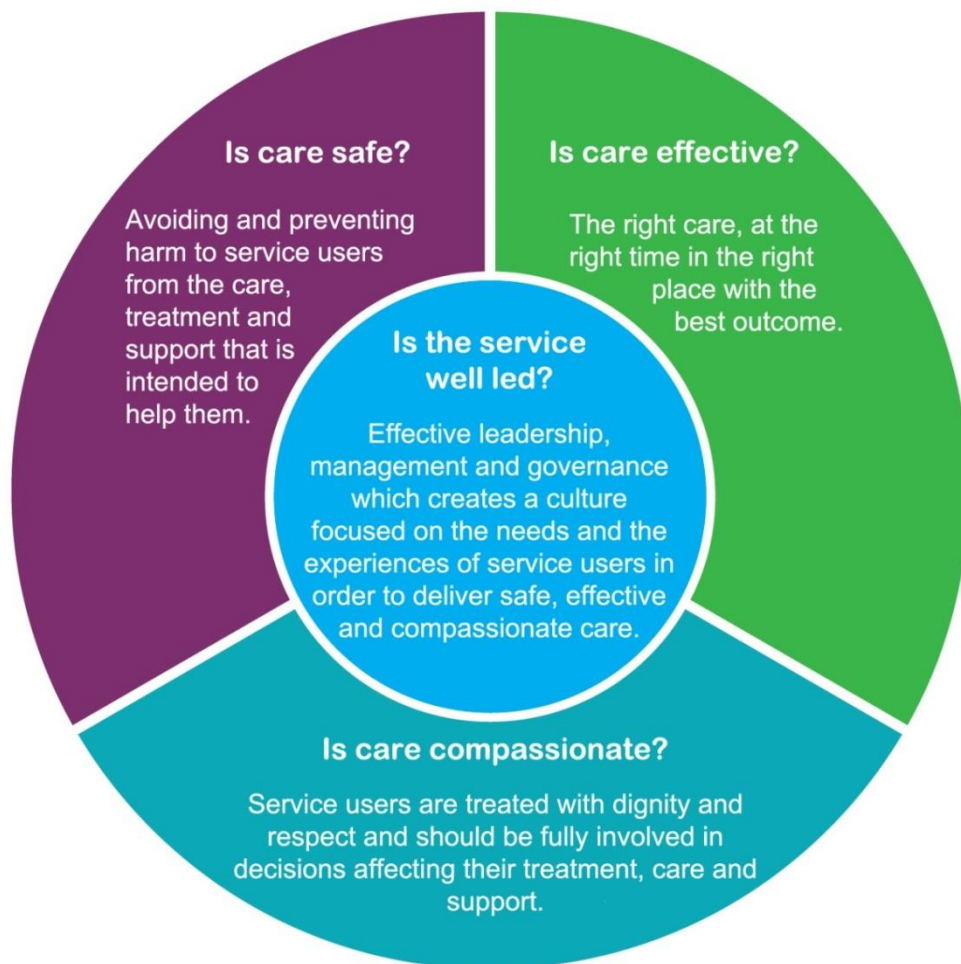 Is care safe?
Avoiding and preventing
harm to service users
from the care,
treatment and
support that is
intended to
help them.
Is care effective?
The right care, at the
right time in the right
place with the
best outcome.
Is the service
well led?
Effective leadership,
management and governance
which creates a culture
focused on the needs and the
experiences of service users in
order to deliver safe, effective
and compassionate care.
Is care compassionate?
Service users are treated with dignity and
respect and should be fully involved in
decisions affecting their treatment, care and
support.